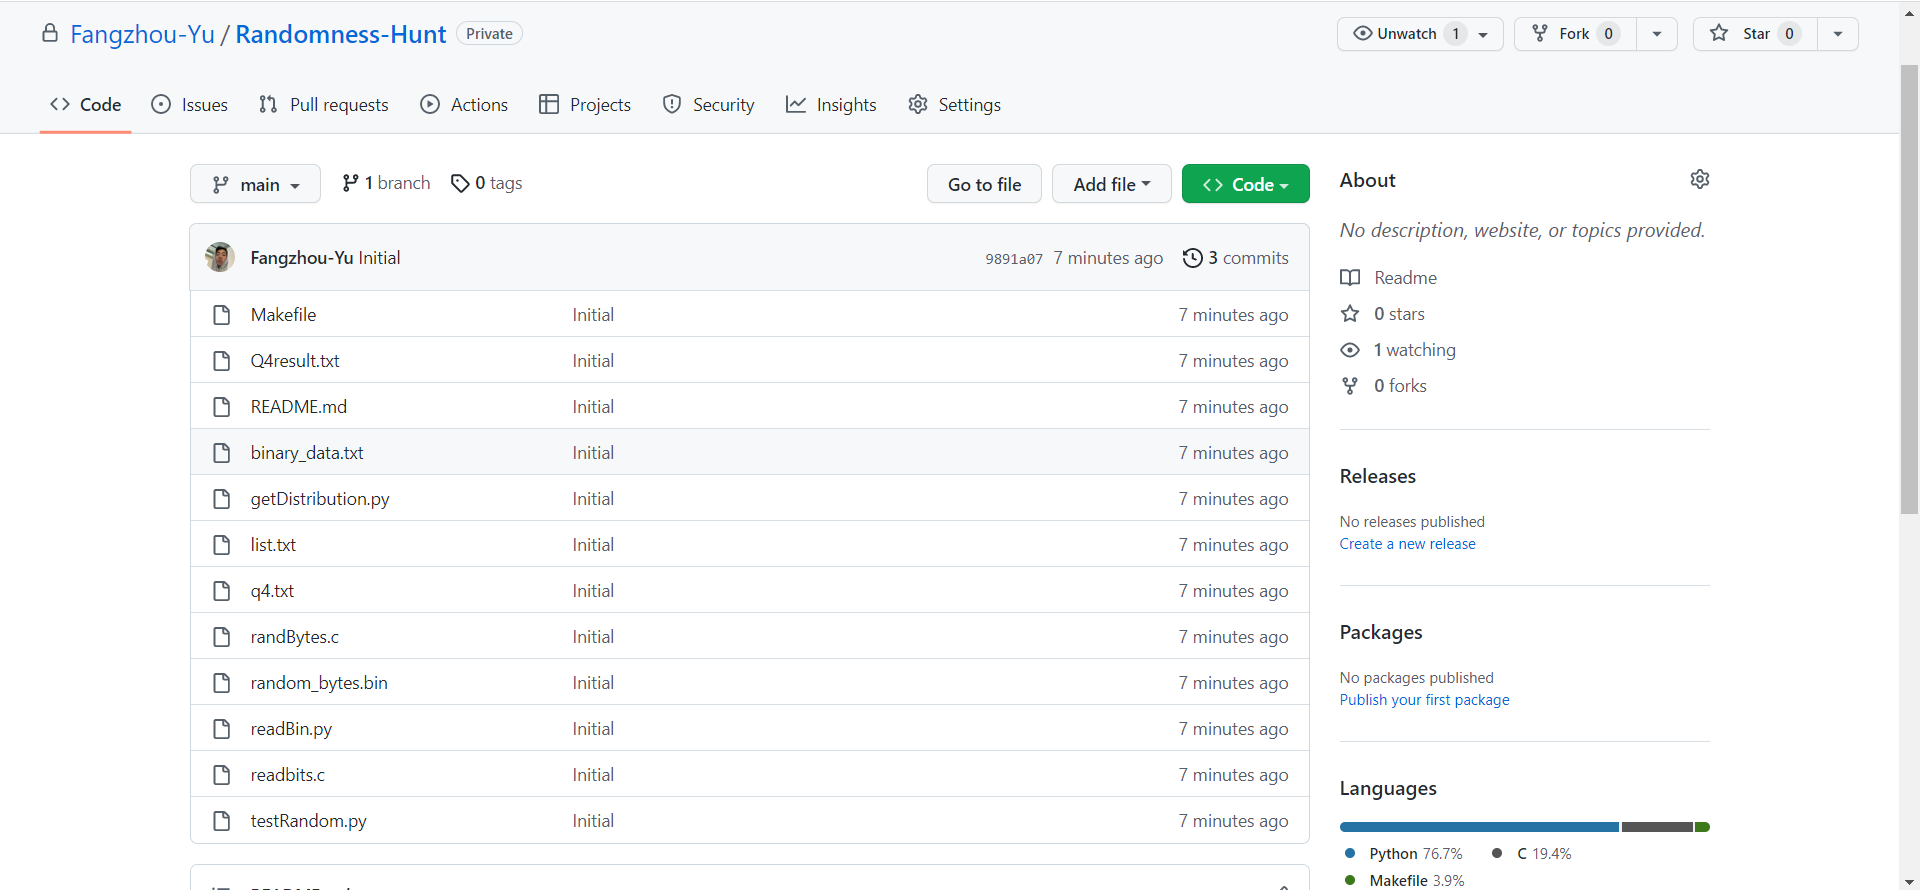 Fangzhou-Yu / Randomness-Hunt Private
Unwatch 1
Fork 0
Star 0
Code
Issues
Pull requests
Actions
Projects
Security
Insights
Settings
main
1 branch
0 tags
Go to file
Add file
Code
Fangzhou-Yu Initial
9891a07 7 minutes ago
3 commits
Makefile Initial 7 minutes ago
Q4result.txt Initial 7 minutes ago
README.md Initial 7 minutes ago
binary_data.txt Initial 7 minutes ago
getDistribution.py Initial 7 minutes ago
list.txt Initial 7 minutes ago
q4.txt Initial 7 minutes ago
randBytes.c Initial 7 minutes ago
random_bytes.bin Initial 7 minutes ago
readBin.py Initial 7 minutes ago
readbits.c Initial 7 minutes ago
testRandom.py Initial 7 minutes ago
About
No description, website, or topics provided.
Readme
0 stars
1 watching
0 forks
Releases
No releases published
Create a new release
Packages
No packages published
Publish your first package
Languages
Python 76.7%
C 19.4%
Makefile 3.9%